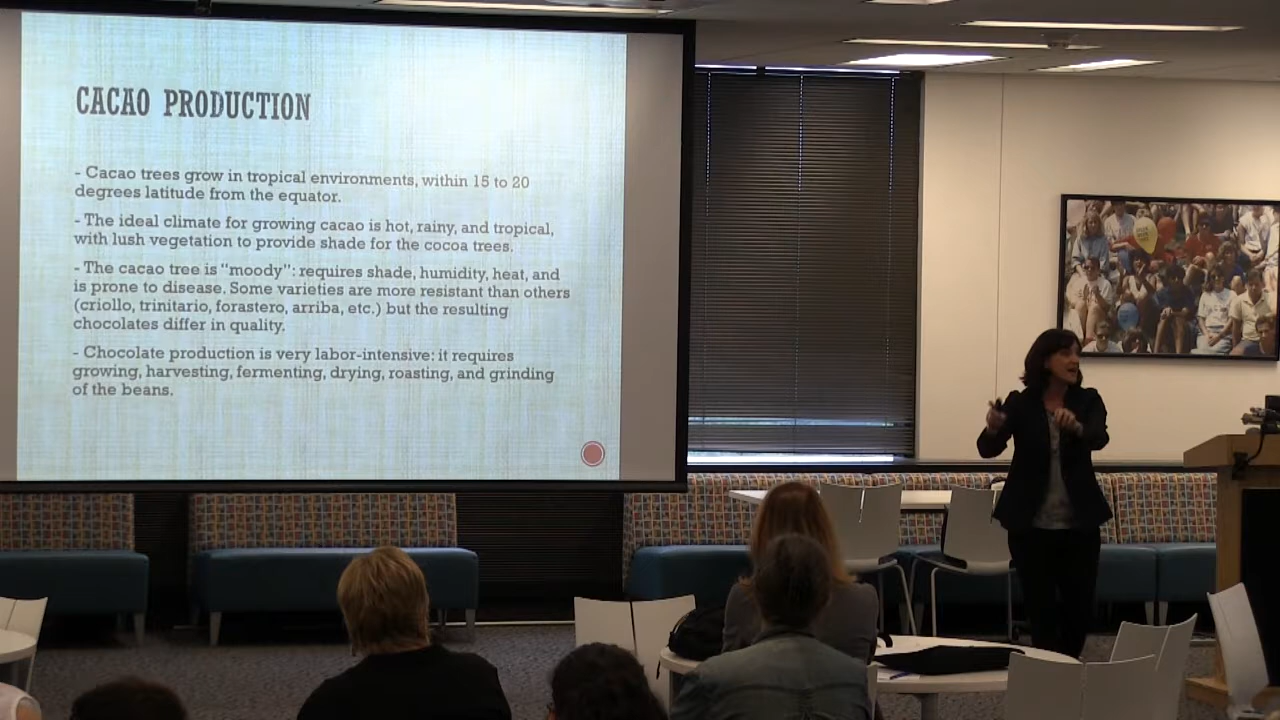 CACAO PRODUCTION
- Cacao trees grow in tropical environments, within 15 to 20
degrees latitude from the equator.
- The ideal climate for growing cacao is hot, rainy, and tropical,
with lush vegetation to provide shade for the cocoa trees.
- The cacao tree is "moody": requires shade, humidity, heat, and
is prone to disease. Some varieties are more resistant than others
(criollo, trinitario, forastero, arriba, etc.) but the resulting
chocolates differ in quality.
- Chocolate production is very labor-intensive: it requires
growing, harvesting, fermenting, drying, roasting, and grinding
of the beans.